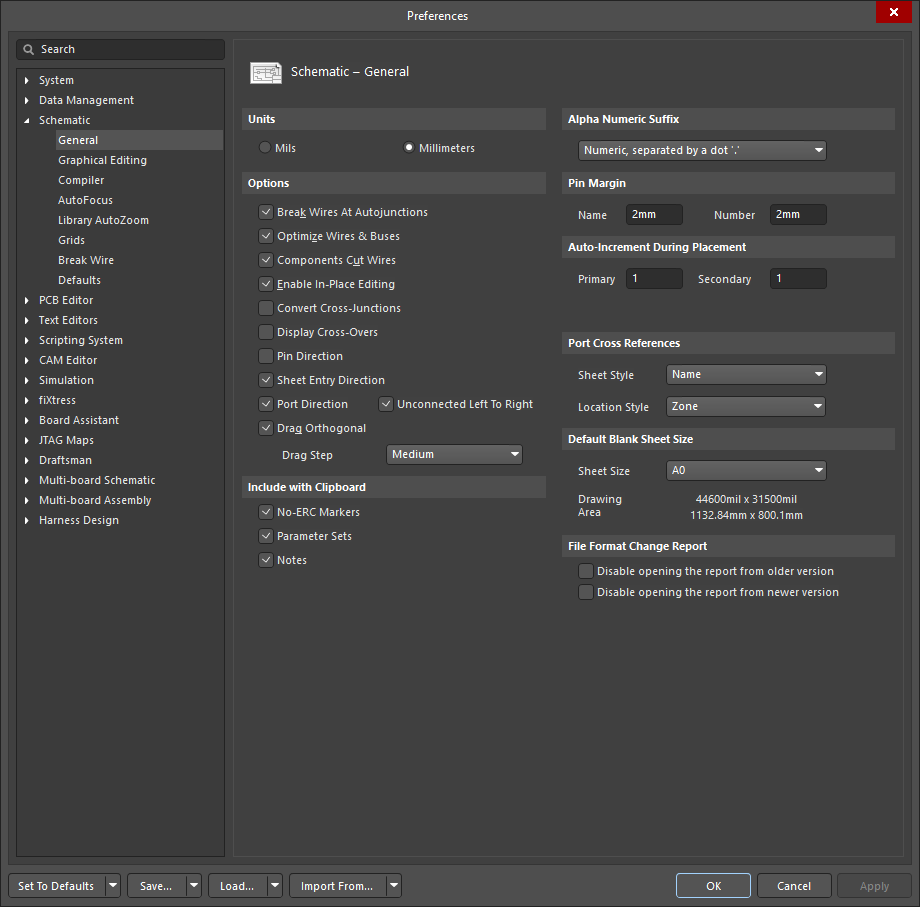 Preferences
Search
System
Data Management
Schematic
General
Graphical Editing
Compiler
AutoFocus
Library AutoZoom
Grids
Break Wire
Defaults
PCB Editor
Text Editors
Scripting System
CAM Editor
Simulation
fiXtress
Board Assistant
JTAG Maps
Draftsman
Multi-board Schematic
Multi-board Assembly
Harness Design
Schematic – General
Units
Mils Millimeters
Options
Break Wires At Autojunctions
Optimize Wires & Buses
Components Cut Wires
Enable In-Place Editing
Convert Cross-Junctions
Display Cross-Overs
Pin Direction
Sheet Entry Direction
Port Direction Unconnected Left To Right
Drag Orthogonal
Drag Step Medium
Include with Clipboard
No-ERC Markers
Parameter Sets
Notes
Alpha Numeric Suffix
Numeric, separated by a dot '.'
Pin Margin
Name 2mm Number 2mm
Auto-Increment During Placement
Primary 1 Secondary 1
Port Cross References
Sheet Style Name
Location Style Zone
Default Blank Sheet Size
Sheet Size A0
Drawing Area 44600mil x 31500mil
1132.84mm x 800.1mm
File Format Change Report
Disable opening the report from older version
Disable opening the report from newer version
Set To Defaults Save... Load... Import From... OK Cancel Apply